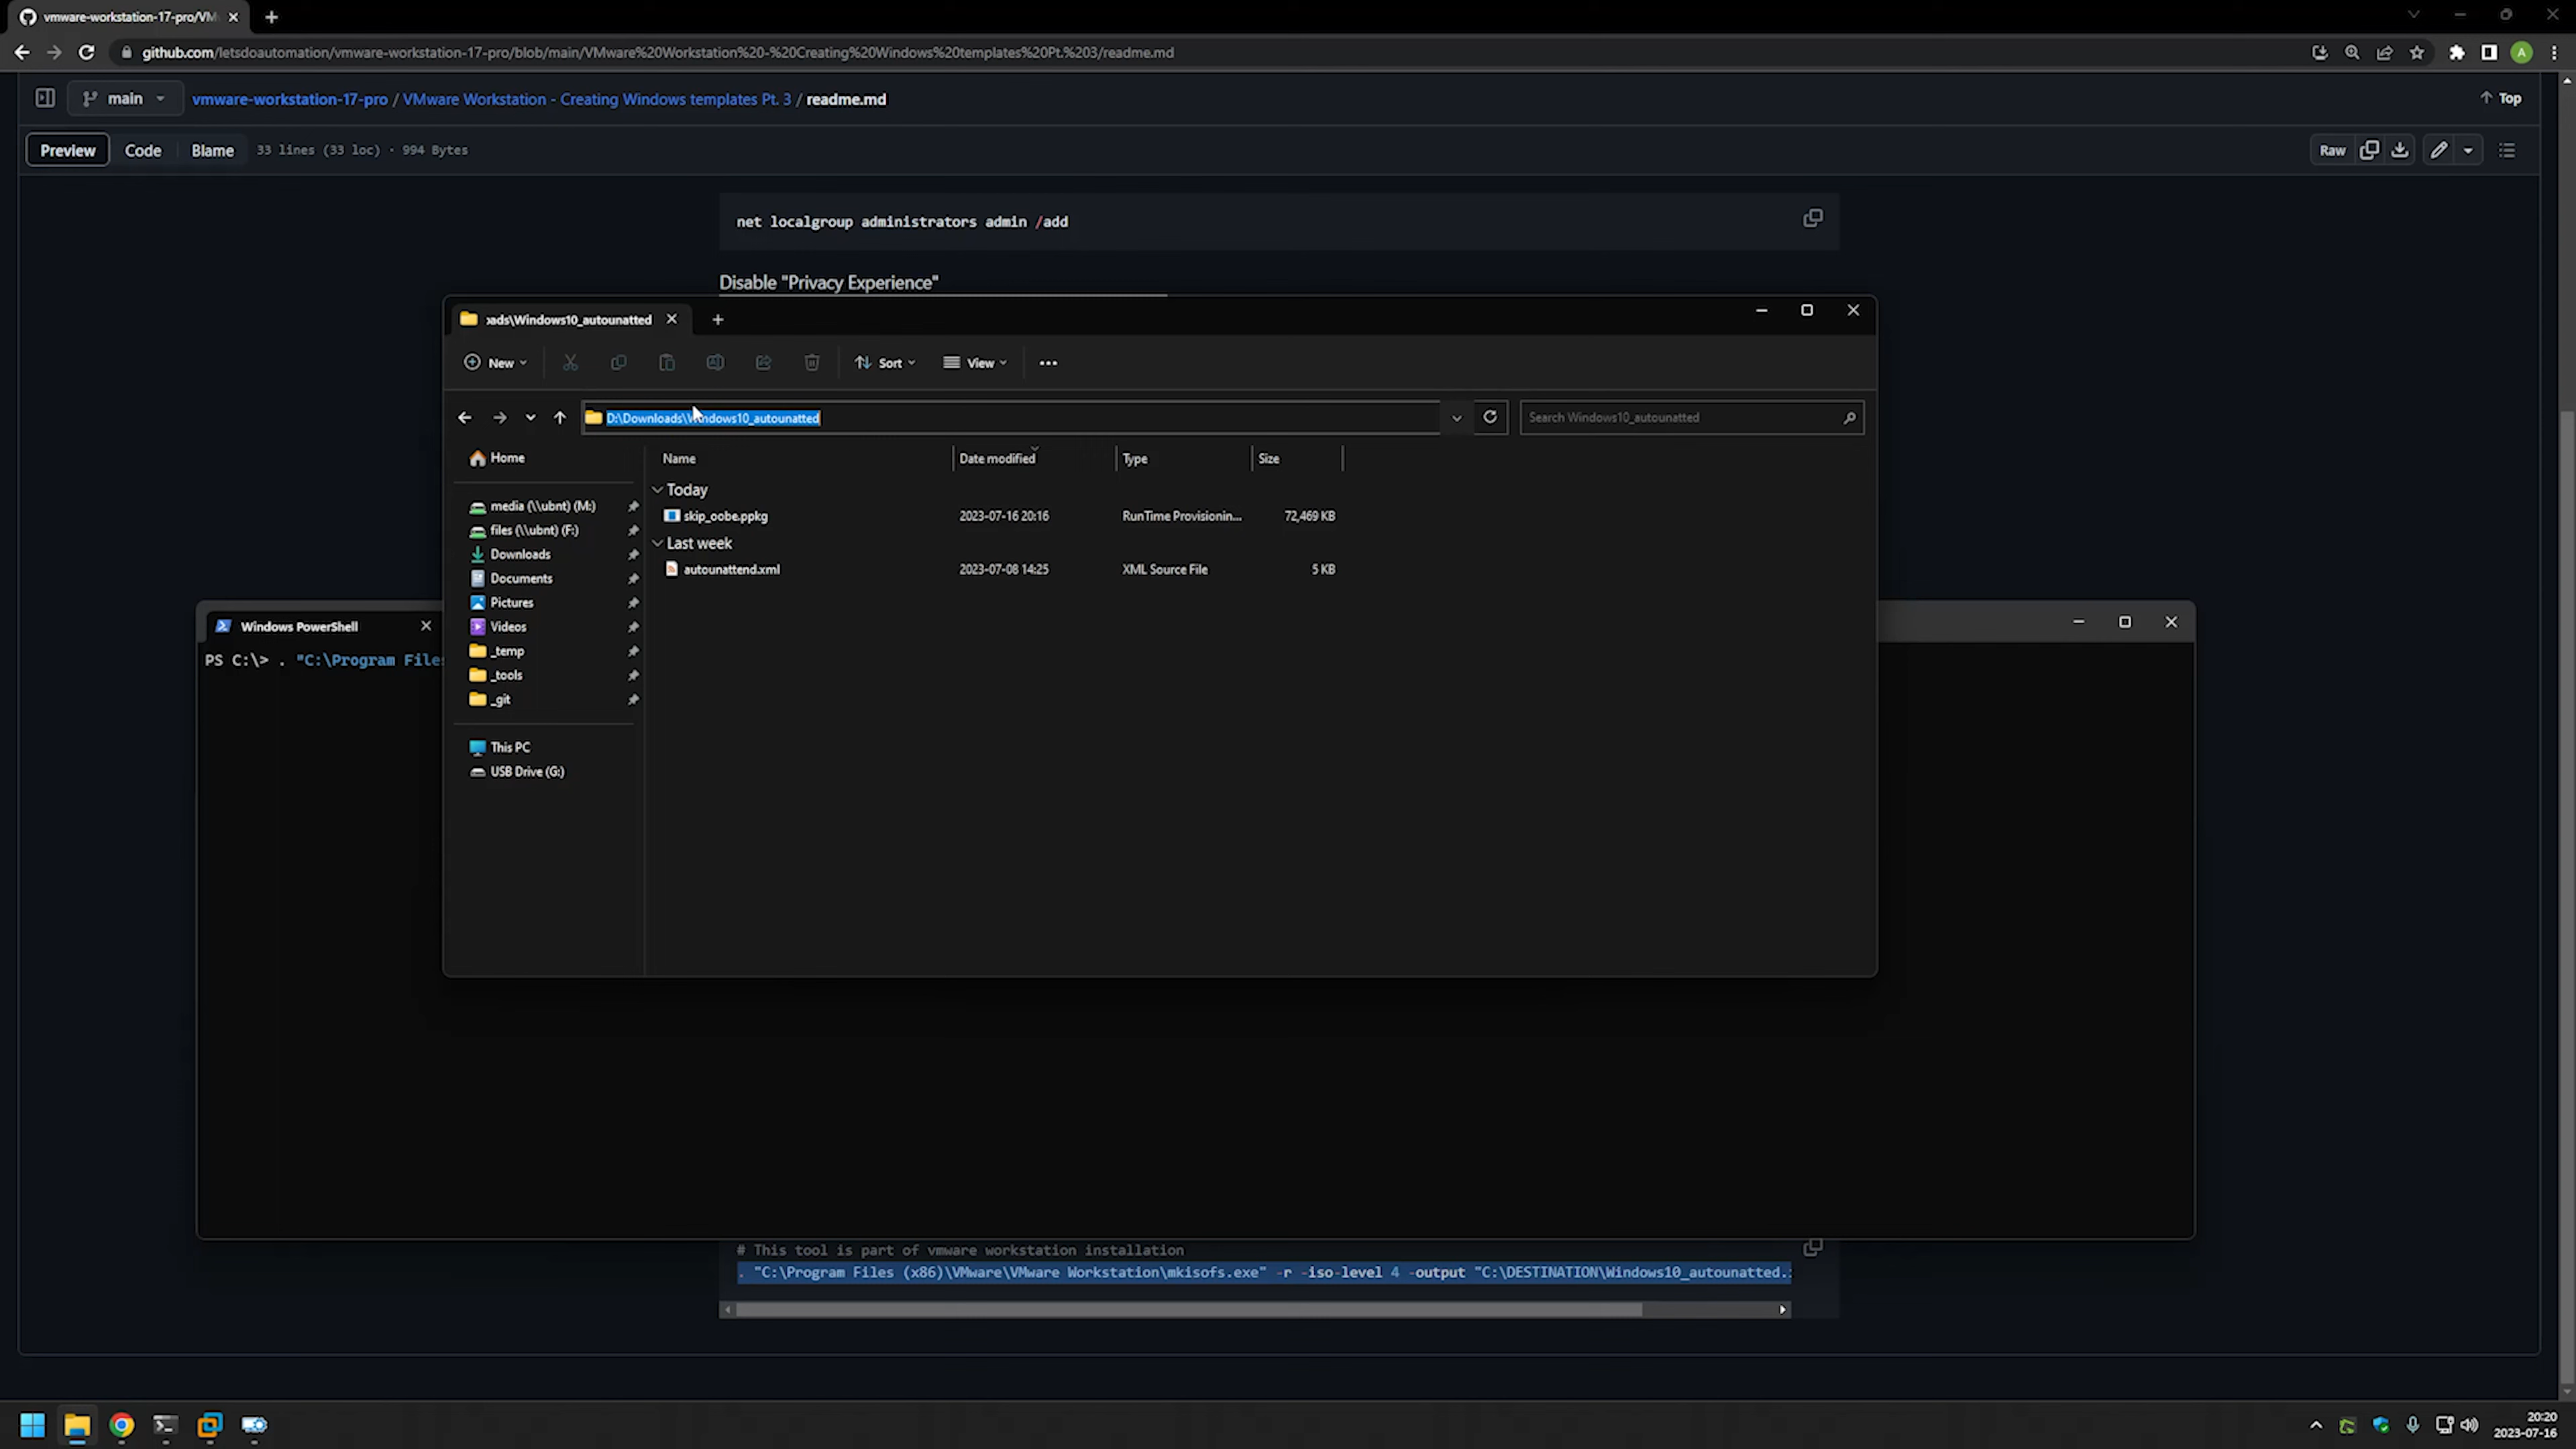 vmware-workstation-17-pro/VM
github.com/letsdoautomation/vmware-workstation-17-pro/blob/main/VMware%20Workstation%20-%20Creating%20Windows%20templates%20Pt.%203/readme.md
A
main
vmware-workstation-17-pro / VMware Workstation - Creating Windows templates Pt. 3 / readme.md
Top
Preview
Code
Blame
33 lines (33 loc) · 994 Bytes
Raw
net localgroup administrators admin /add
Disable "Privacy Experience"
ads\Windows10_autounatted
New
Sort
View
D:\Downloads\Windows10_autounatted
Search Windows10_autounatted
Home
media (\\ubnt) (M:)
files (\\ubnt) (F:)
Downloads
Documents
Pictures
Videos
_temp
_tools
_git
This PC
USB Drive (G:)
Name
Date modified
Type
Size
Today
skip_oobe.ppkg
2023-07-16 20:16
RunTime Provisionin...
72,469 KB
Last week
autounattend.xml
2023-07-08 14:25
XML Source File
5 KB
Windows PowerShell
PS C:\> . "C:\Program Files
# This tool is part of vmware workstation installation
. "C:\Program Files (x86)\VMware\VMware Workstation\mkisofs.exe" -r -iso-level 4 -output "C:\DESTINATION\Windows10_autounatted.
20:20
2023-07-16